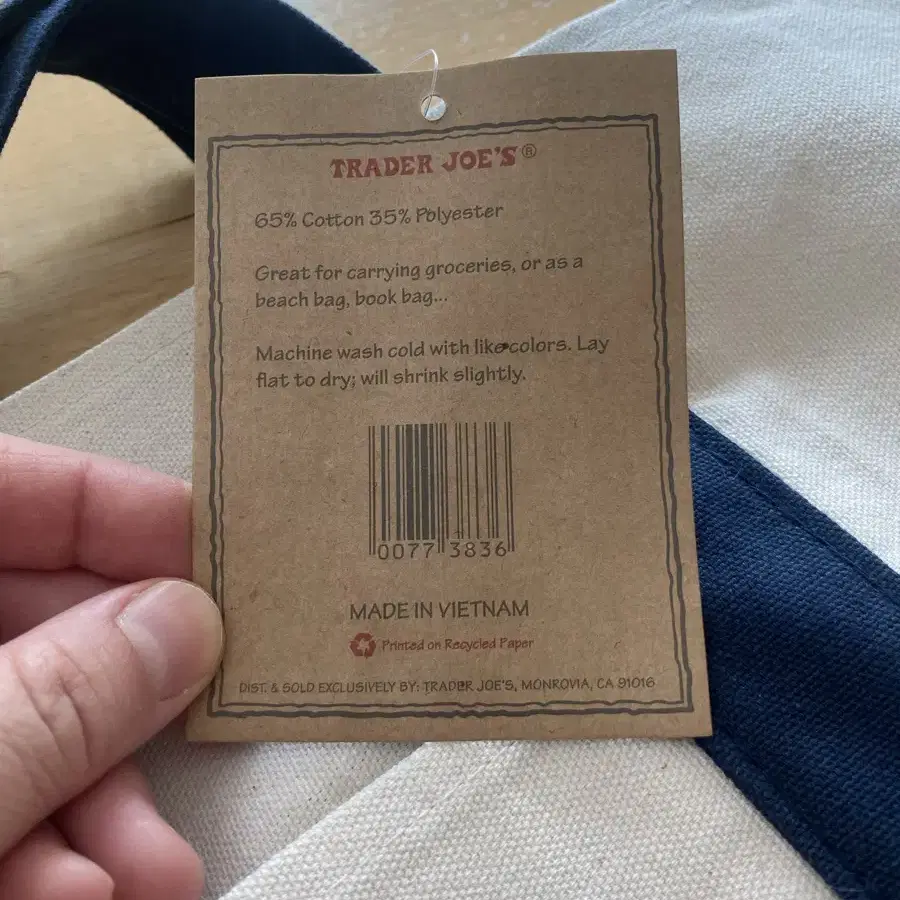 TRADER JOE'S®
65% Cotton 35% Polyester
Great for carrying groceries, or as a
beach bag, book bag...
Machine wash cold with like colors. Lay
flat to dry; will shrink slightly.
0077 3836
MADE IN VIETNAM
Printed on Recycled Paper
DIST. & SOLD EXCLUSIVELY BY: TRADER JOE'S, MONROVIA, CA 91016